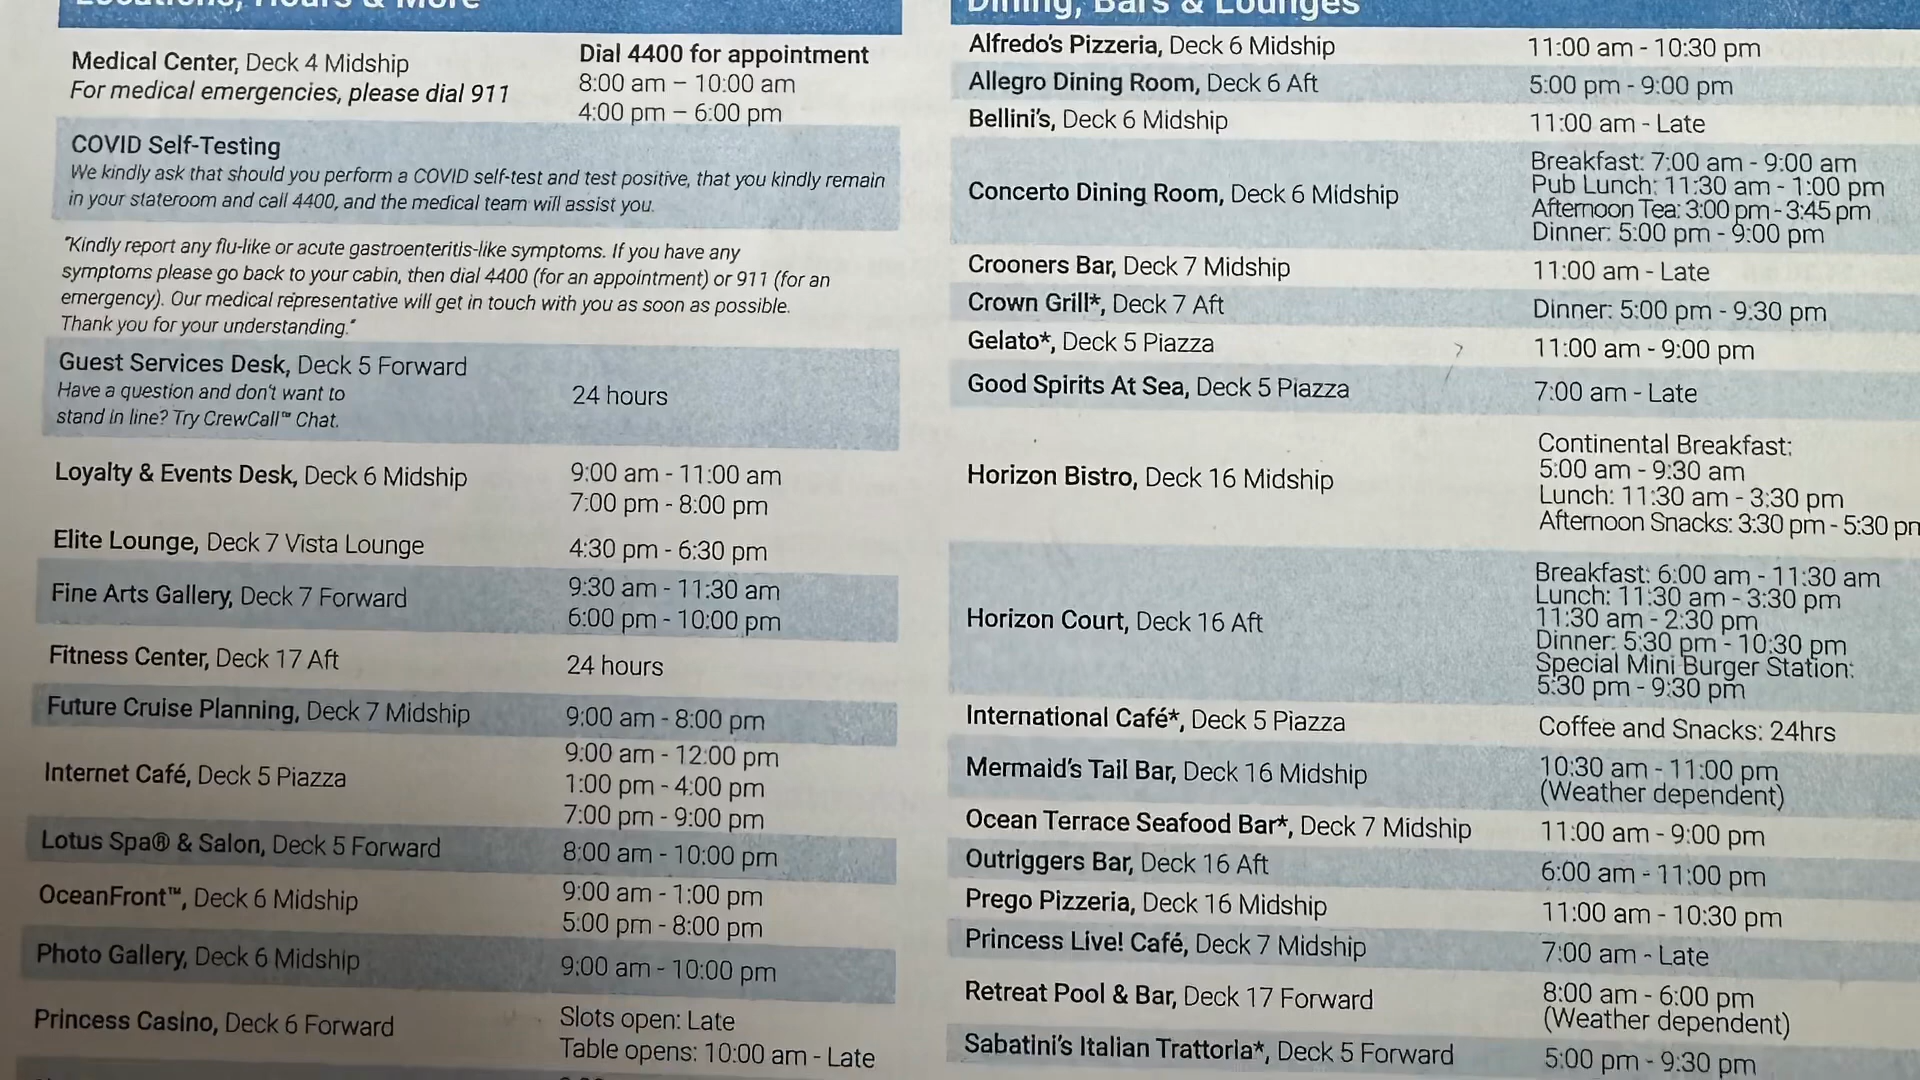 Locations, Hours & More
Medical Center, Deck 4 Midship
For medical emergencies, please dial 911
Dial 4400 for appointment
8:00 am – 10:00 am
4:00 pm – 6:00 pm
COVID Self-Testing
We kindly ask that should you perform a COVID self-test and test positive, that you kindly remain
in your stateroom and call 4400, and the medical team will assist you.
"Kindly report any flu-like or acute gastroenteritis-like symptoms. If you have any
symptoms please go back to your cabin, then dial 4400 (for an appointment) or 911 (for an
emergency). Our medical representative will get in touch with you as soon as possible.
Thank you for your understanding."
Guest Services Desk, Deck 5 Forward
Have a question and don't want to
stand in line? Try CrewCall™ Chat.
24 hours
Loyalty & Events Desk, Deck 6 Midship
9:00 am - 11:00 am
7:00 pm - 8:00 pm
Elite Lounge, Deck 7 Vista Lounge
4:30 pm - 6:30 pm
Fine Arts Gallery, Deck 7 Forward
9:30 am - 11:30 am
6:00 pm - 10:00 pm
Fitness Center, Deck 17 Aft
24 hours
Future Cruise Planning, Deck 7 Midship
9:00 am - 8:00 pm
Internet Café, Deck 5 Piazza
9:00 am - 12:00 pm
1:00 pm - 4:00 pm
7:00 pm - 9:00 pm
Lotus Spa® & Salon, Deck 5 Forward
8:00 am - 10:00 pm
OceanFront™, Deck 6 Midship
9:00 am - 1:00 pm
5:00 pm - 8:00 pm
Photo Gallery, Deck 6 Midship
9:00 am - 10:00 pm
Princess Casino, Deck 6 Forward
Slots open: Late
Table opens: 10:00 am - Late
Dining, Bars & Lounges
Alfredo's Pizzeria, Deck 6 Midship
11:00 am - 10:30 pm
Allegro Dining Room, Deck 6 Aft
5:00 pm - 9:00 pm
Bellini's, Deck 6 Midship
11:00 am - Late
Concerto Dining Room, Deck 6 Midship
Breakfast: 7:00 am - 9:00 am
Pub Lunch: 11:30 am - 1:00 pm
Afternoon Tea: 3:00 pm - 3:45 pm
Dinner: 5:00 pm - 9:00 pm
Crooners Bar, Deck 7 Midship
11:00 am - Late
Crown Grill*, Deck 7 Aft
Dinner: 5:00 pm - 9:30 pm
Gelato*, Deck 5 Piazza
11:00 am - 9:00 pm
Good Spirits At Sea, Deck 5 Piazza
7:00 am - Late
Horizon Bistro, Deck 16 Midship
Continental Breakfast:
5:00 am - 9:30 am
Lunch: 11:30 am - 3:30 pm
Afternoon Snacks: 3:30 pm - 5:30 pm
Horizon Court, Deck 16 Aft
Breakfast: 6:00 am - 11:30 am
Lunch: 11:30 am - 3:30 pm
11:30 am - 2:30 pm
Dinner: 5:30 pm - 10:30 pm
Special Mini Burger Station:
5:30 pm - 9:30 pm
International Café*, Deck 5 Piazza
Coffee and Snacks: 24hrs
Mermaid's Tail Bar, Deck 16 Midship
10:30 am - 11:00 pm
(Weather dependent)
Ocean Terrace Seafood Bar*, Deck 7 Midship
11:00 am - 9:00 pm
Outriggers Bar, Deck 16 Aft
6:00 am - 11:00 pm
Prego Pizzeria, Deck 16 Midship
11:00 am - 10:30 pm
Princess Live! Café, Deck 7 Midship
7:00 am - Late
Retreat Pool & Bar, Deck 17 Forward
8:00 am - 6:00 pm
(Weather dependent)
Sabatini's Italian Trattoria*, Deck 5 Forward
5:00 pm - 9:30 pm